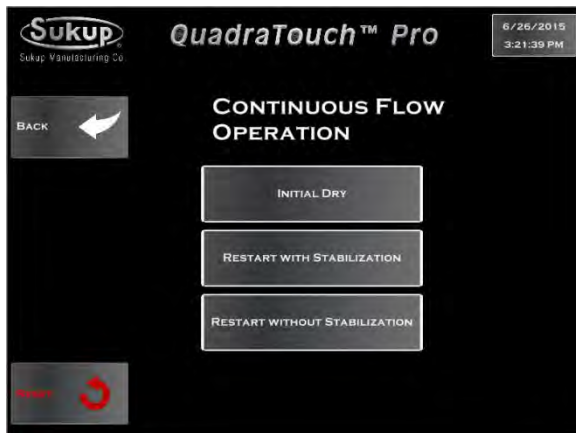 Sukup
Sukup Manufacturing Co.
QuadraTouch™ Pro
6/26/2015
3:21:39 PM
BACK
CONTINUOUS FLOW
OPERATION
INITIAL DRY
RESTART WITH STABILIZATION
RESTART WITHOUT STABILIZATION